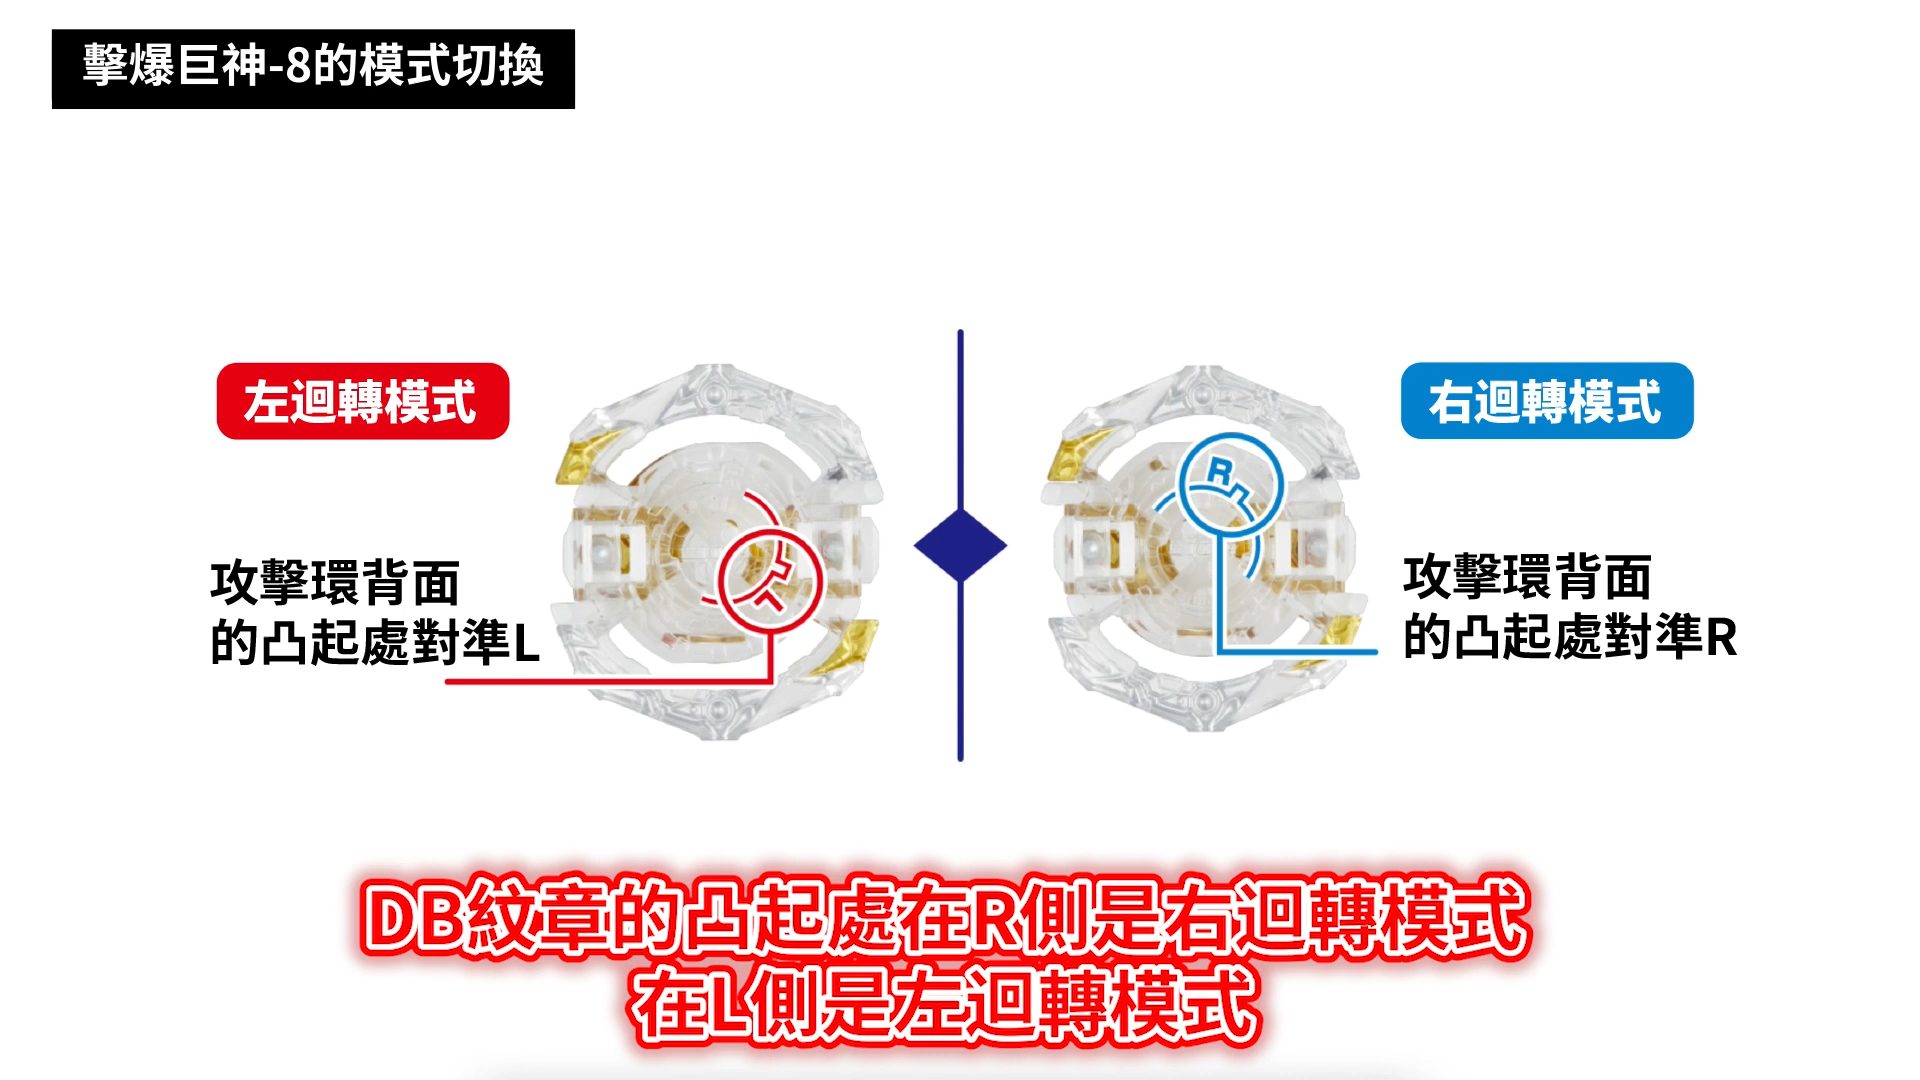 擊爆巨神-8的模式切換
左迴轉模式
攻擊環背面
的凸起處對準L
L
右迴轉模式
R
攻擊環背面
的凸起處對準R
DB紋章的凸起處在R側是右迴轉模式
在L側是左迴轉模式